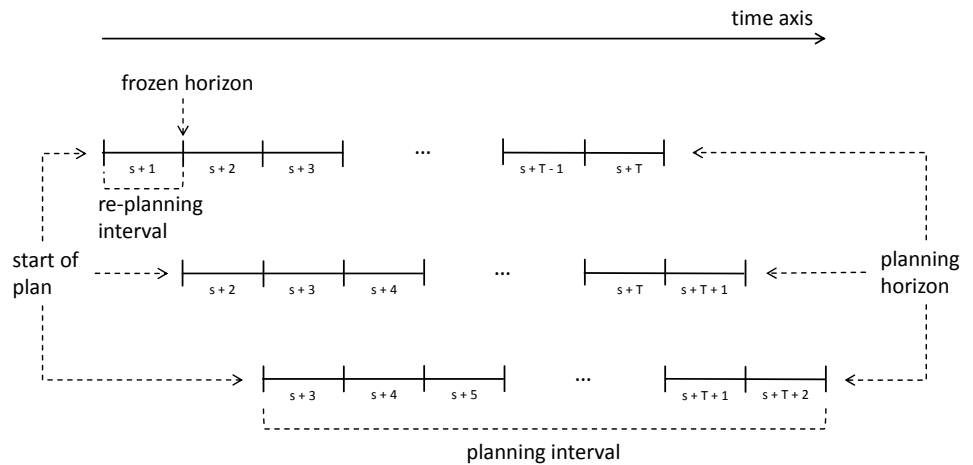 time axis
frozen horizon
...
s + 1
s + 2
s + 3
s + T - 1
s + T
re-planning
interval
start of
plan
...
planning
horizon
s + 2
s + 3
s + 4
s + T
s + T + 1
...
s + 3
s + 4
s + 5
s + T + 1
s + T + 2
planning interval